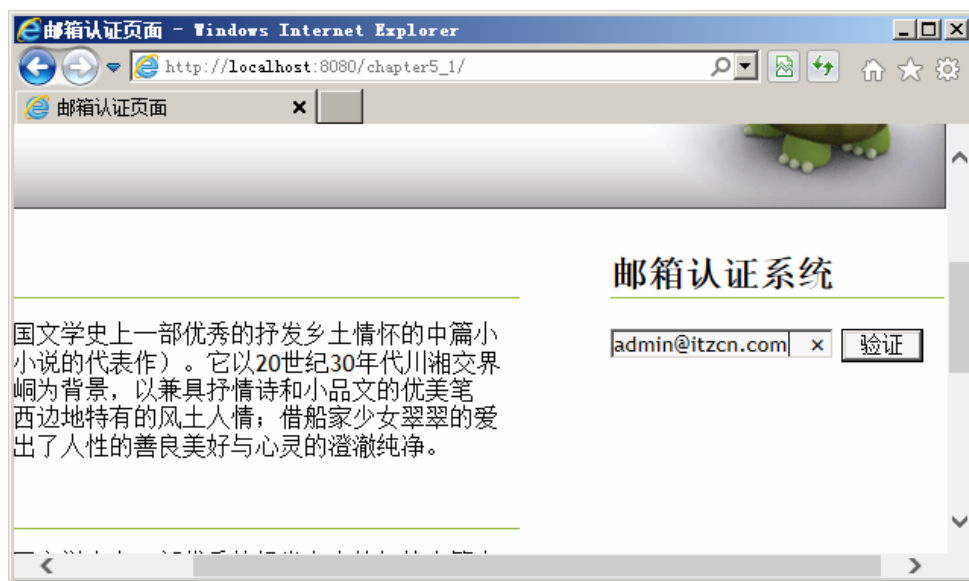 邮箱认证页面 - Windows Internet Explorer
http://localhost:8080/chapter5_1/
邮箱认证页面
邮箱认证系统
admin@itzcn.com
验证
国文学史上一部优秀的抒发乡土情怀的中篇小
小说的代表作）。它以20世纪30年代川湘交界
峒为背景，以兼具抒情诗和小品文的优美笔
西边地特有的风土人情；借船家少女翠翠的爱
出了人性的善良美好与心灵的澄澈纯净。